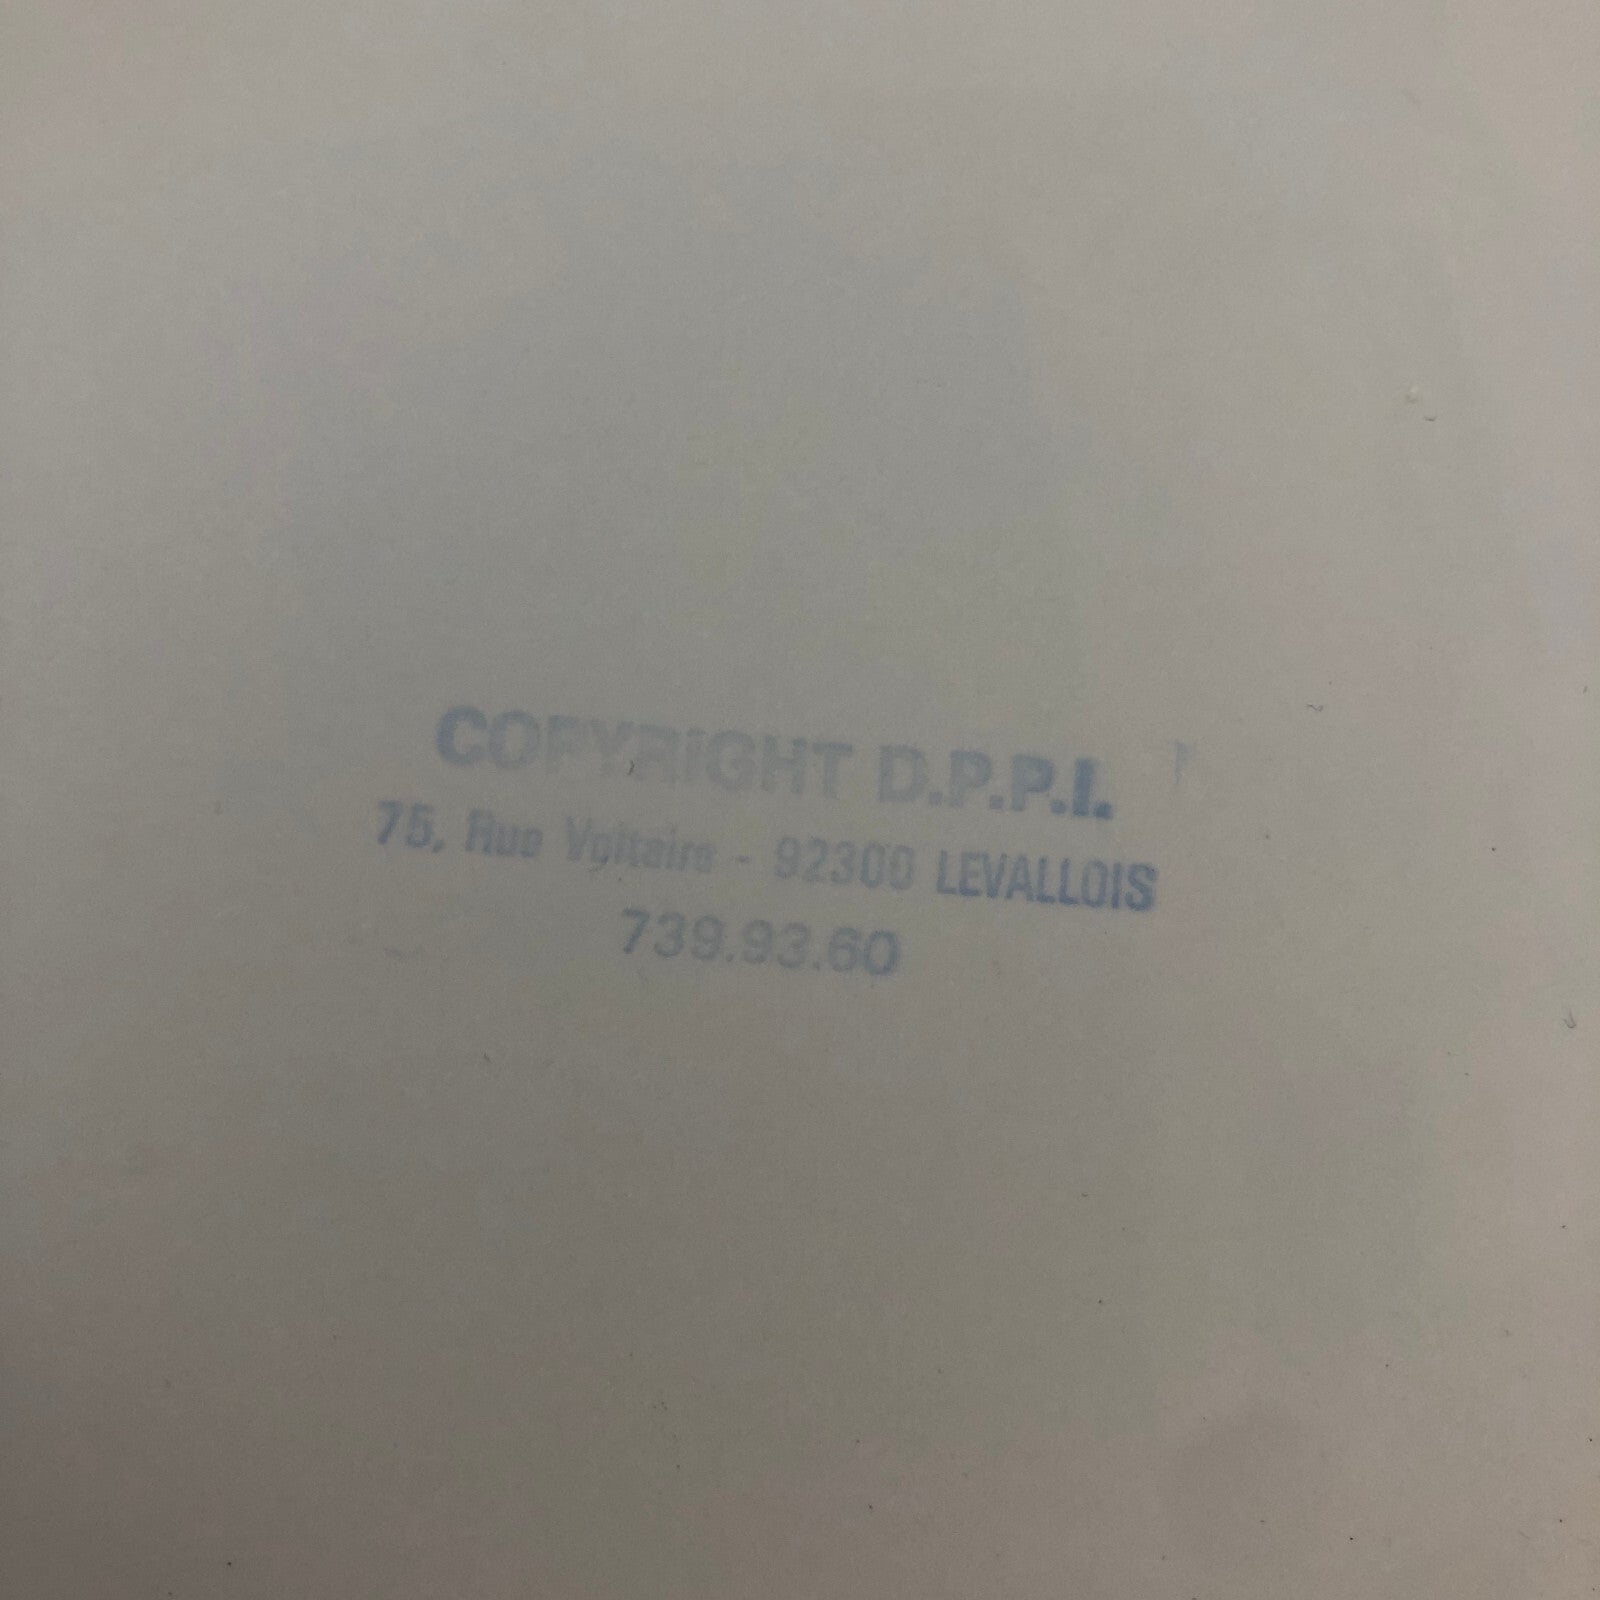 COPYRIGHT D.P.P.I.
75, Rue Voltaire - 92300 LEVALLOIS
739.93.60